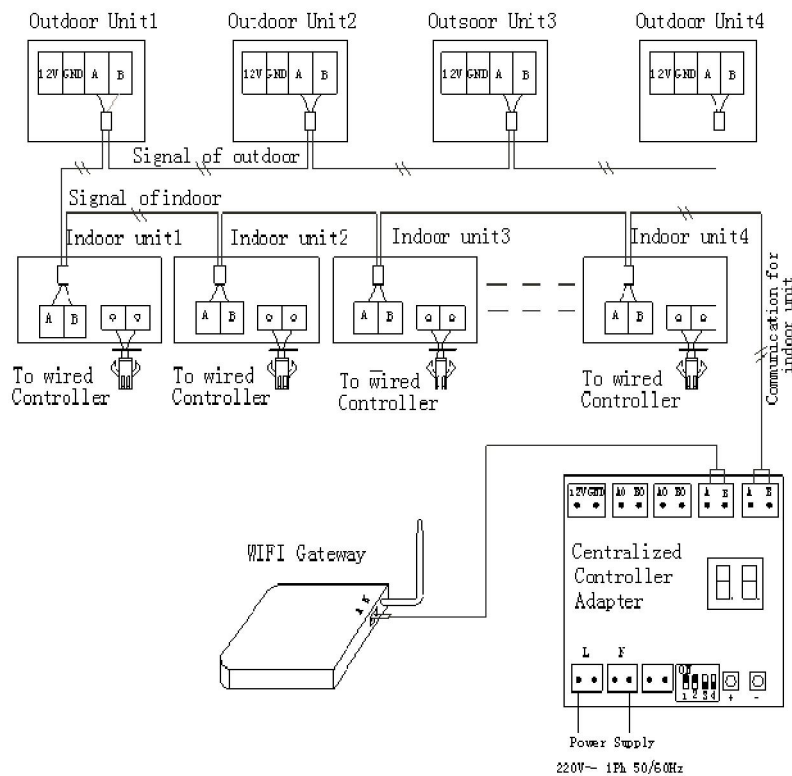 Outdoor Unit1 Outdoor Unit2 Outsoor Unit3 Outdoor Unit4
12V GND A B 12V GND A B 12V GND A B 12V GND A B
Signal of outdoor
Signal ofindoor
Indoor unit1 Indoor unit2 Indoor unit3 Indoor unit4
A B A B A B A B
To wired Controller
To wired Controller
To wired Controller
To wired Controller
Communication for
indoor unit
12V GND A0 B0 A0 B0 A B A B
WIFI Gateway
A B
Centralized
Controller
Adapter
8.8.
L F
ON
1 2 3 4 + -
Power Supply
220V~ 1Ph 50/60Hz